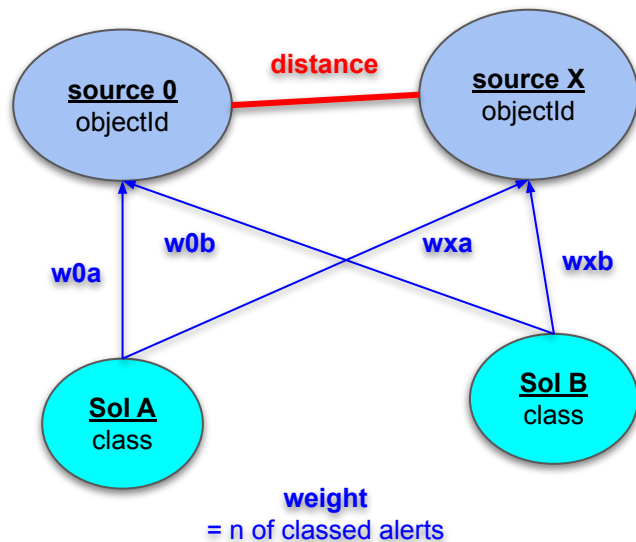 distance
source 0
objectId
source X
objectId
w0a
w0b
wxa
wxb
Sol A
class
Sol B
class
weight
= n of classed alerts